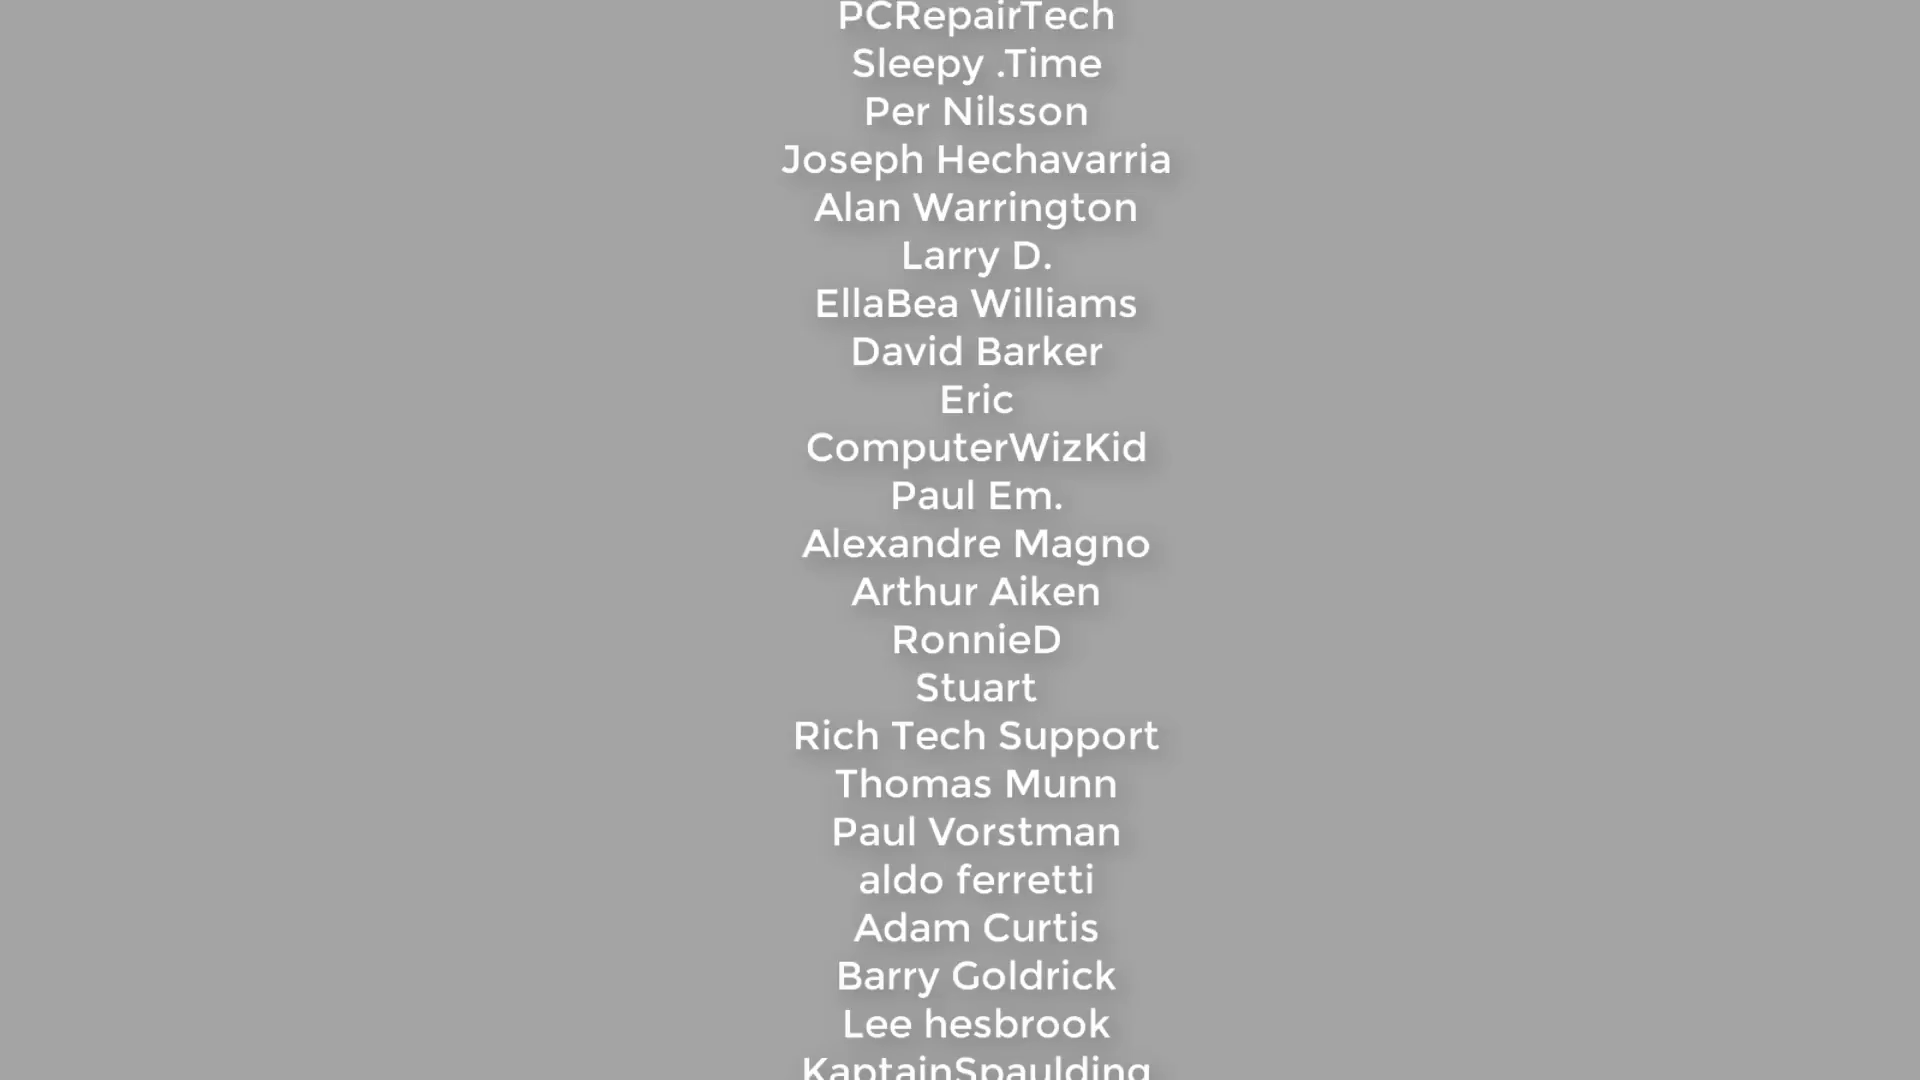 PCRepairTech
Sleepy .Time
Per Nilsson
Joseph Hechavarria
Alan Warrington
Larry D.
EllaBea Williams
David Barker
Eric
ComputerWizKid
Paul Em.
Alexandre Magno
Arthur Aiken
RonnieD
Stuart
Rich Tech Support
Thomas Munn
Paul Vorstman
aldo ferretti
Adam Curtis
Barry Goldrick
Lee hesbrook
KaptainSpaulding